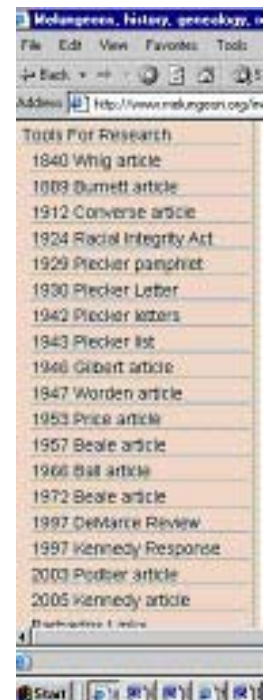 Melungeons, history, genealogy,
File Edit View Favorites Tools
Back
Address http://www.melungeon.org/in
Tools For Research
1840 Whig article
1889 Burnett article
1912 Converse article
1924 Racial Integrity Act
1929 Plecker pamphlet
1930 Plecker Letter
1942 Plecker letters
1943 Plecker list
1946 Gilbert article
1947 Worden article
1953 Price article
1957 Beale article
1966 Ball article
1972 Beale article
1997 DeMarce Review
1997 Kennedy Response
2003 Podber article
2005 Kennedy article
Start